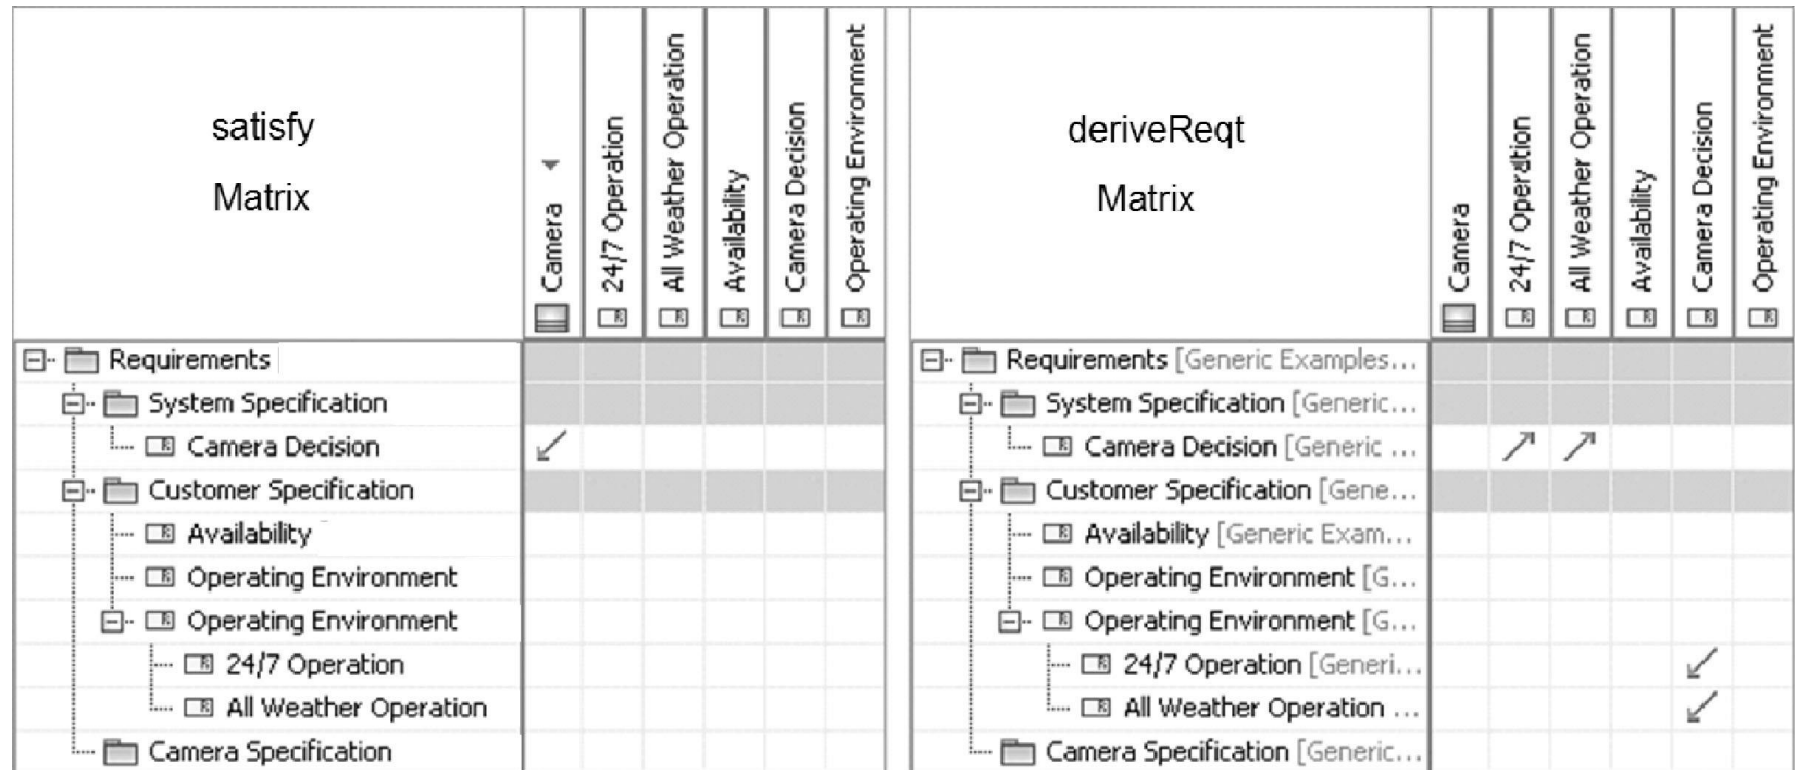 satisfy
Matrix
Camera
24/7 Operation
All Weather Operation
Availability
Camera Decision
Operating Environment
Requirements
System Specification
Camera Decision
Customer Specification
Availability
Operating Environment
Operating Environment
24/7 Operation
All Weather Operation
Camera Specification
deriveReqt
Matrix
Camera
24/7 Operation
All Weather Operation
Availability
Camera Decision
Operating Environment
Requirements [Generic Examples...
System Specification [Generic...
Camera Decision [Generic ...
Customer Specification [Gene...
Availability [Generic Exam...
Operating Environment [G...
Operating Environment [G...
24/7 Operation [Generi...
All Weather Operation ...
Camera Specification [Generic...